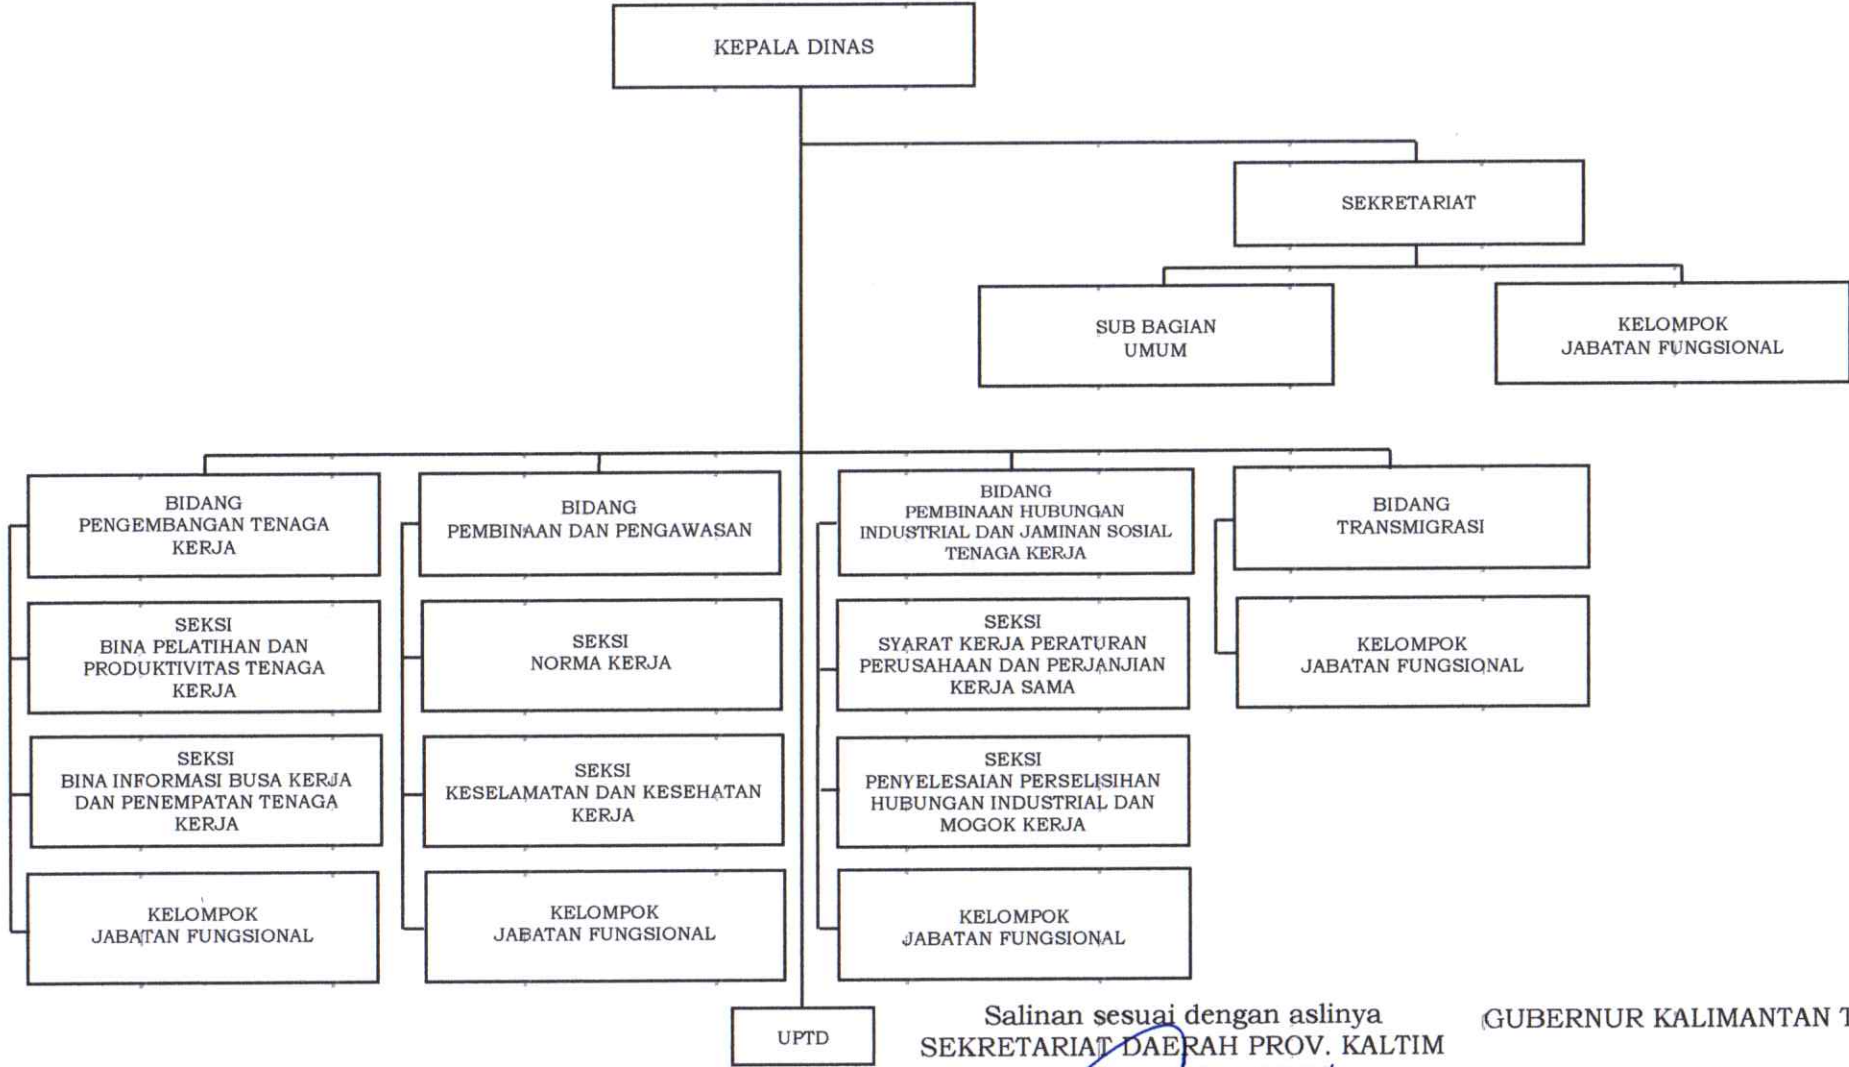 KEPALA DINAS
SEKRETARIAT
SUB BAGIAN
UMUM
KELOMPOK
JABATAN FUNGSIONAL
BIDANG
PENGEMBANGAN TENAGA
KERJA
SEKSI
BINA PELATIHAN DAN
PRODUKTIVITAS TENAGA
KERJA
SEKSI
BINA INFORMASI BUSA KERJA
DAN PENEMPATAN TENAGA
KERJA
KELOMPOK
JABATAN FUNGSIONAL
BIDANG
PEMBINAAN DAN PENGAWASAN
SEKSI
NORMA KERJA
SEKSI
KESELAMATAN DAN KESEHATAN
KERJA
KELOMPOK
JABATAN FUNGSIONAL
BIDANG
PEMBINAAN HUBUNGAN
INDUSTRIAL DAN JAMINAN SOSIAL
TENAGA KERJA
SEKSI
SYARAT KERJA PERATURAN
PERUSAHAAN DAN PERJANJIAN
KERJA SAMA
SEKSI
PENYELESAIAN PERSELISIHAN
HUBUNGAN INDUSTRIAL DAN
MOGOK KERJA
KELOMPOK
JABATAN FUNGSIONAL
BIDANG
TRANSMIGRASI
KELOMPOK
JABATAN FUNGSIONAL
UPTD
Salinan sesuai dengan aslinya
SEKRETARIAT DAERAH PROV. KALTIM
GUBERNUR KALIMANTAN T